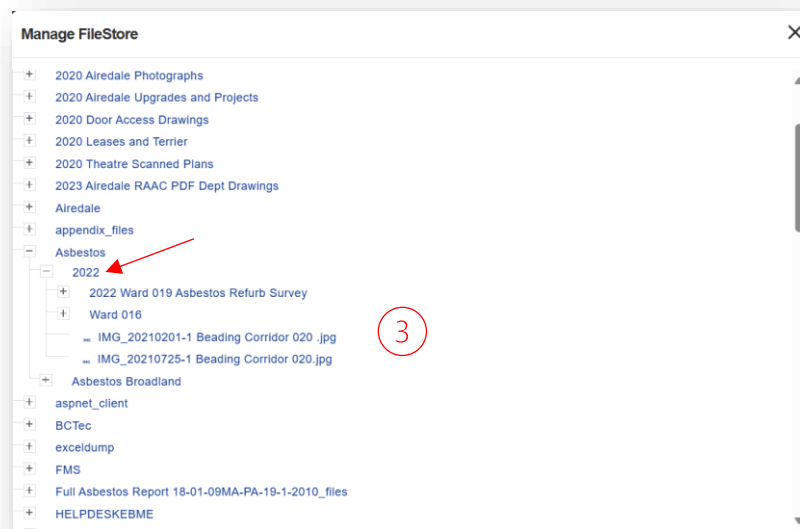 Manage FileStore
2020 Airedale Photographs
2020 Airedale Upgrades and Projects
2020 Door Access Drawings
2020 Leases and Terrier
2020 Theatre Scanned Plans
2023 Airedale RAAC PDF Dept Drawings
Airedale
appendix_files
Asbestos
2022
2022 Ward 019 Asbestos Refurb Survey
Ward 016
IMG_20210201-1 Beading Corridor 020 .jpg
3
IMG_20210725-1 Beading Corridor 020.jpg
Asbestos Broadland
aspnet_client
BCTec
exceldump
FMS
Full Asbestos Report 18-01-09MA-PA-19-1-2010_files
HELPDESKEBME